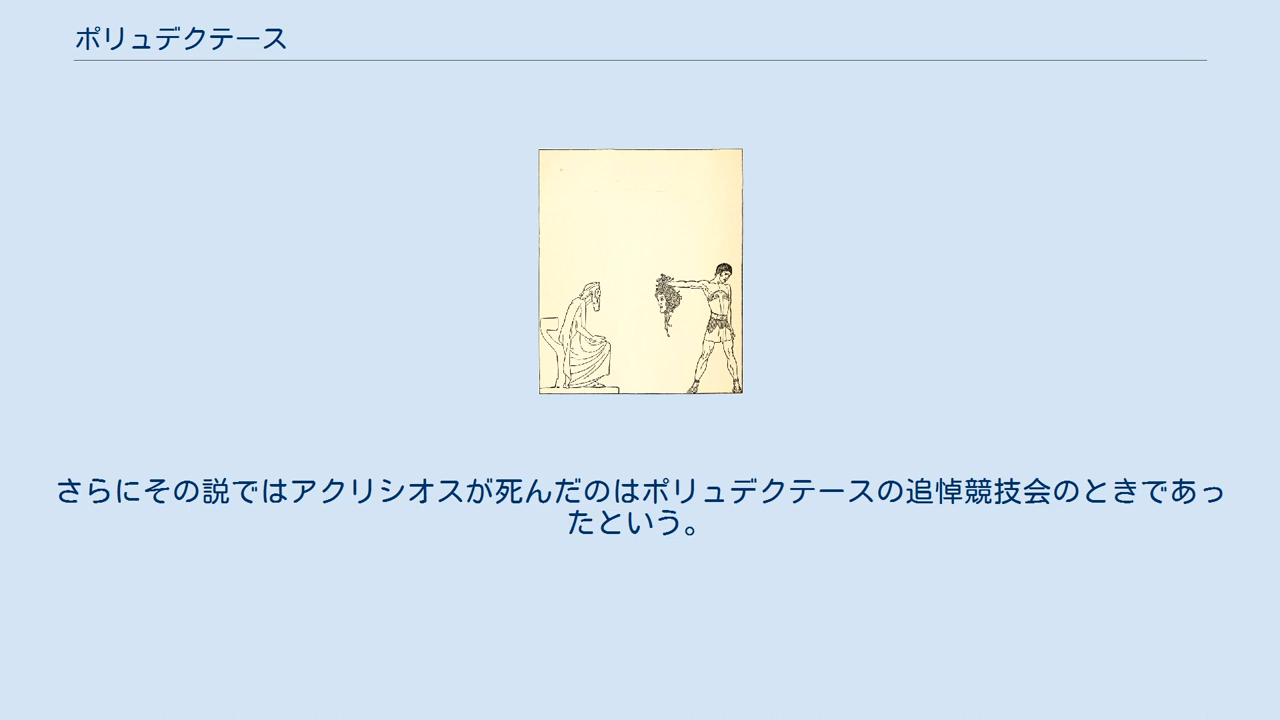 ポリュデクテース
さらにその説ではアクリシオスが死んだのはポリュデクテースの追悼競技会のときであっ
たという。